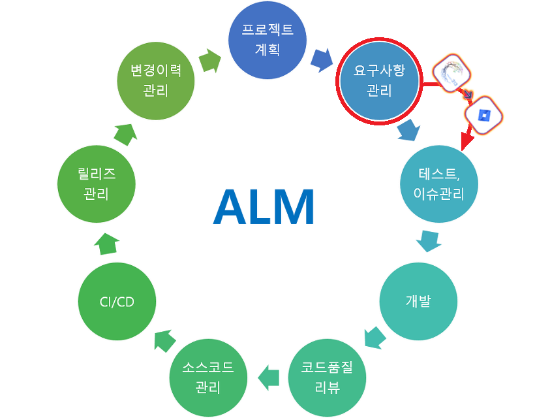 프로젝트
계획
요구사항
관리
테스트,
이슈관리
개발
코드품질
리뷰
소스코드
관리
CI/CD
릴리즈
관리
변경이력
관리
ALM